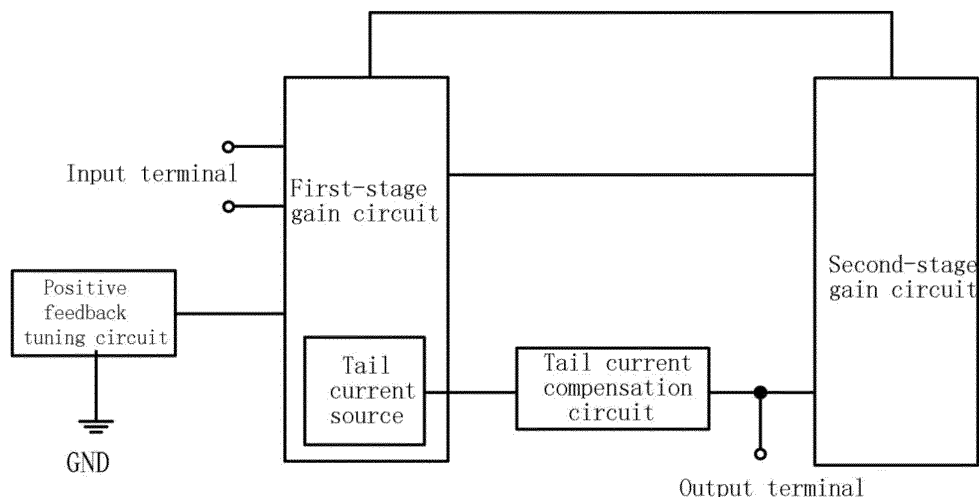 Input terminal
First-stage
gain circuit
Second-stage
gain circuit
Positive
feedback
tuning circuit
Tail
current
source
Tail current
compensation
circuit
GND
Output terminal